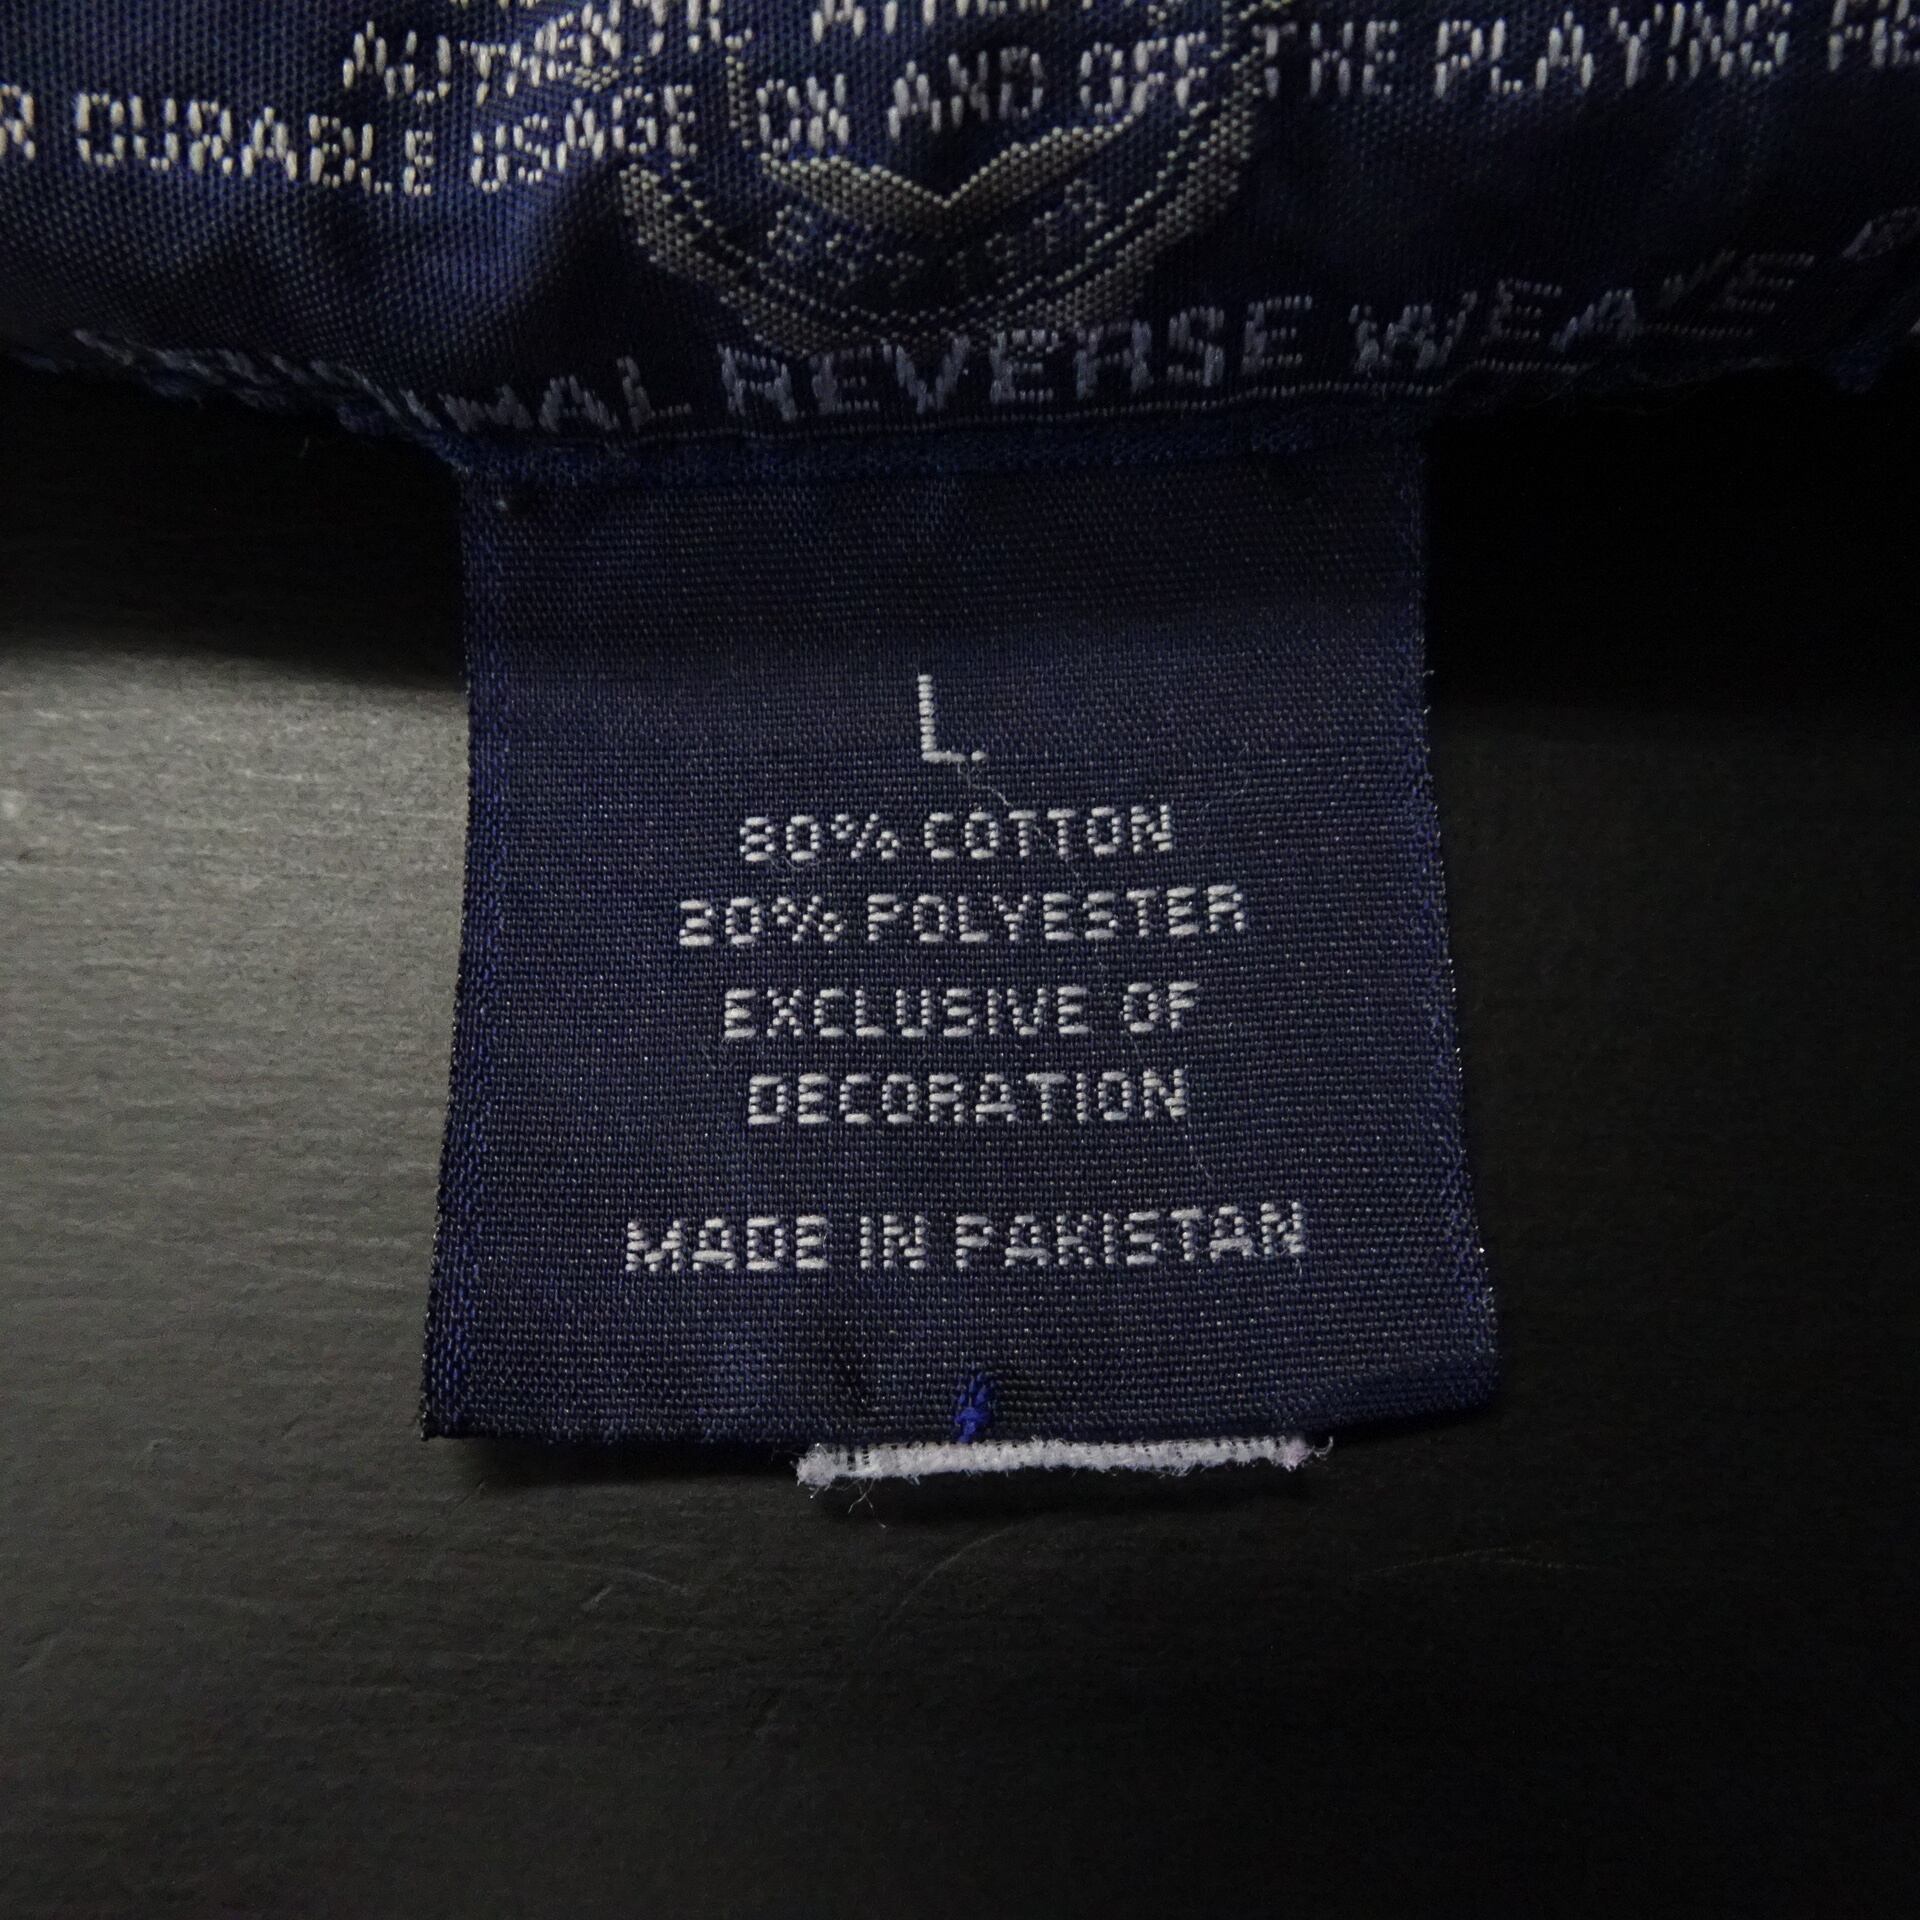 AUTHENTIC
R DURABLE USAGE ON AND OFF THE PLAYING
REVERSE WEAVE
L.
80% COTTON
20% POLYESTER
EXCLUSIVE OF
DECORATION
MADE IN PAKISTAN